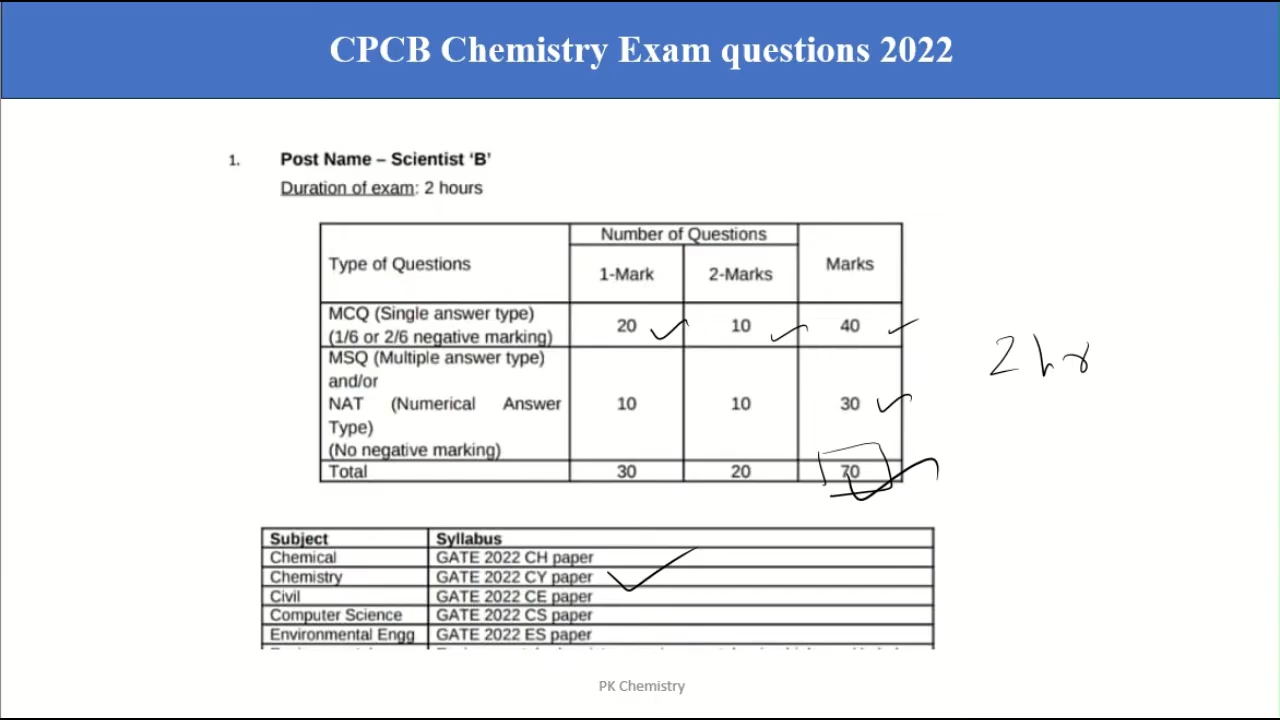 CPCB Chemistry Exam questions 2022
1. Post Name – Scientist ‘B’
Duration of exam: 2 hours
Number of Questions
Type of Questions
Marks
1-Mark
2-Marks
MCQ (Single answer type)
(1/6 or 2/6 negative marking)
20
10
40
MSQ (Multiple answer type)
and/or
NAT (Numerical Answer
Type)
(No negative marking)
10
10
30
Total
30
20
70
2 hr
Subject Syllabus
Chemical GATE 2022 CH paper
Chemistry GATE 2022 CY paper
Civil GATE 2022 CE paper
Computer Science GATE 2022 CS paper
Environmental Engg GATE 2022 ES paper
PK Chemistry